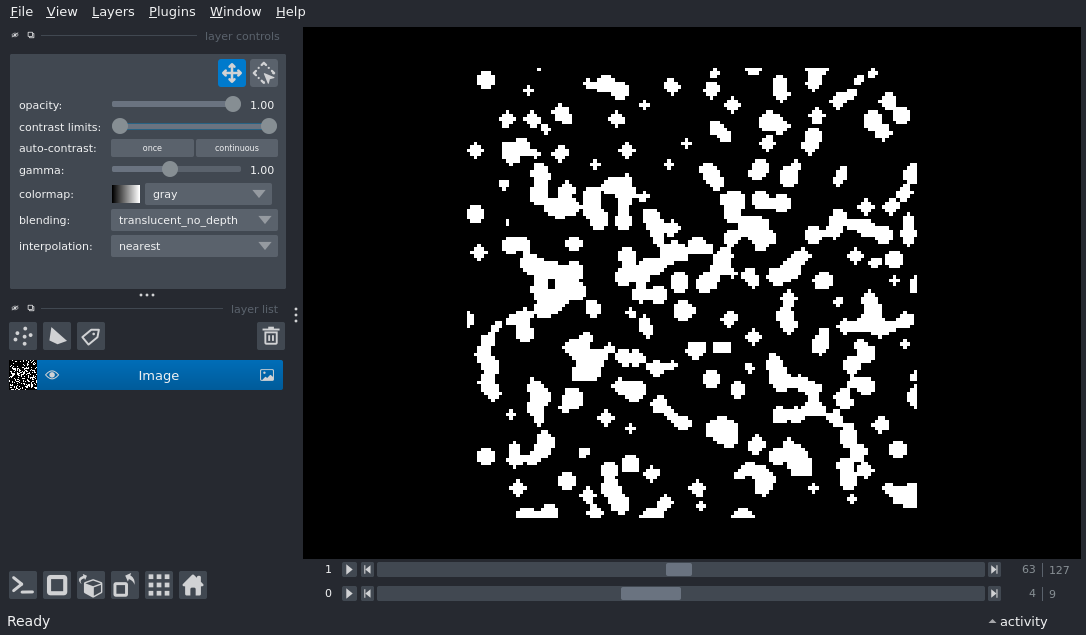 File View Layers Plugins Window Help
layer controls
opacity: 1.00
contrast limits:
auto-contrast: once continuous
gamma: 1.00
colormap: gray
blending: translucent_no_depth
interpolation: nearest
layer list
Image
1 63 127
0 4 9
Ready activity